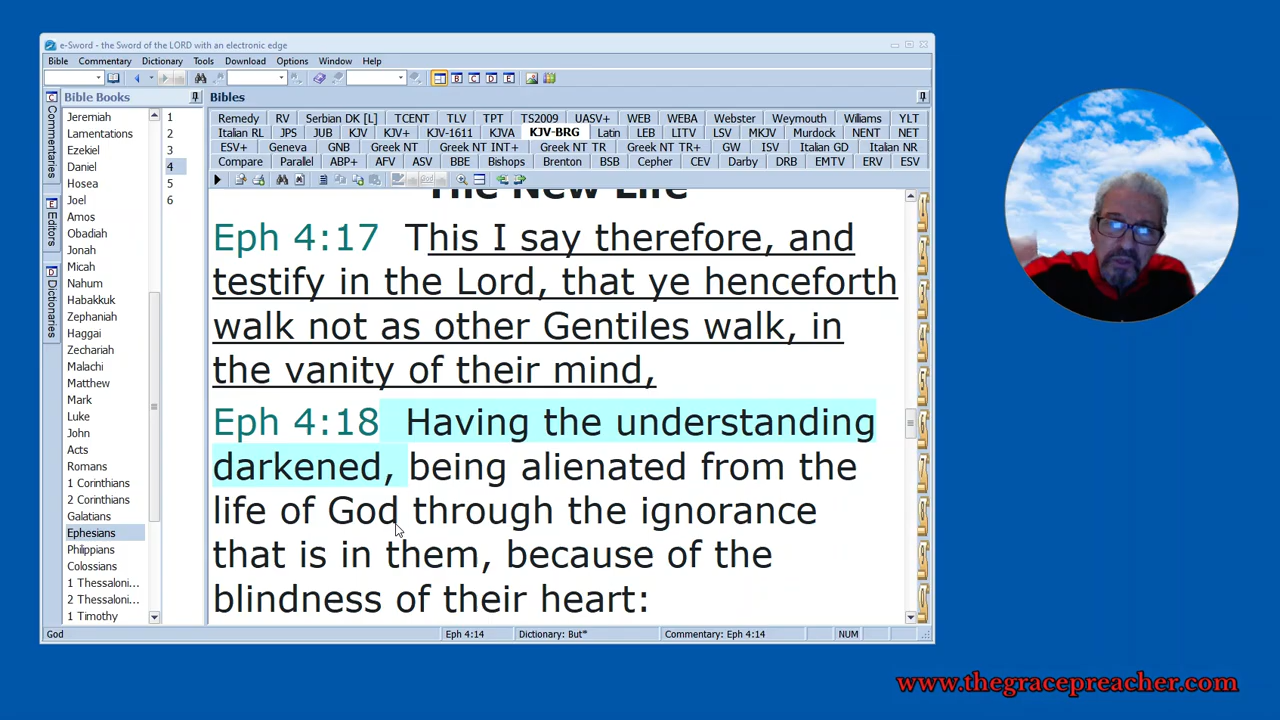 e-Sword - the Sword of the LORD with an electronic edge
Bible Commentary Dictionary Tools Download Options Window Help
Bible Books
Bibles
Commentaries
Editors
Dictionaries
Jeremiah
Lamentations
Ezekiel
Daniel
Hosea
Joel
Amos
Obadiah
Jonah
Micah
Nahum
Habakkuk
Zephaniah
Haggai
Zechariah
Malachi
Matthew
Mark
Luke
John
Acts
Romans
1 Corinthians
2 Corinthians
Galatians
Ephesians
Philippians
Colossians
1 Thessaloni...
2 Thessaloni...
1 Timothy
1
2
3
4
5
6
Remedy RV Serbian DK [L] TCENT TLV TPT TS2009 UASV+ WEB WEBA Webster Weymouth Williams YLT
Italian RL JPS JUB KJV KJV+ KJV-1611 KJVA KJV-BRG Latin LEB LITV LSV MKJV Murdock NENT NET
ESV+ Geneva GNB Greek NT Greek NT INT+ Greek NT TR Greek NT TR+ GW ISV Italian GD Italian NR
Compare Parallel ABP+ AFV ASV BBE Bishops Brenton BSB Cepher CEV Darby DRB EMTV ERV ESV
The New Life
Eph 4:17 This I say therefore, and
testify in the Lord, that ye henceforth
walk not as other Gentiles walk, in
the vanity of their mind,
Eph 4:18 Having the understanding
darkened, being alienated from the
life of God through the ignorance
that is in them, because of the
blindness of their heart:
God
Eph 4:14
Dictionary: But*
Commentary: Eph 4:14
NUM
www.thegracepreacher.com